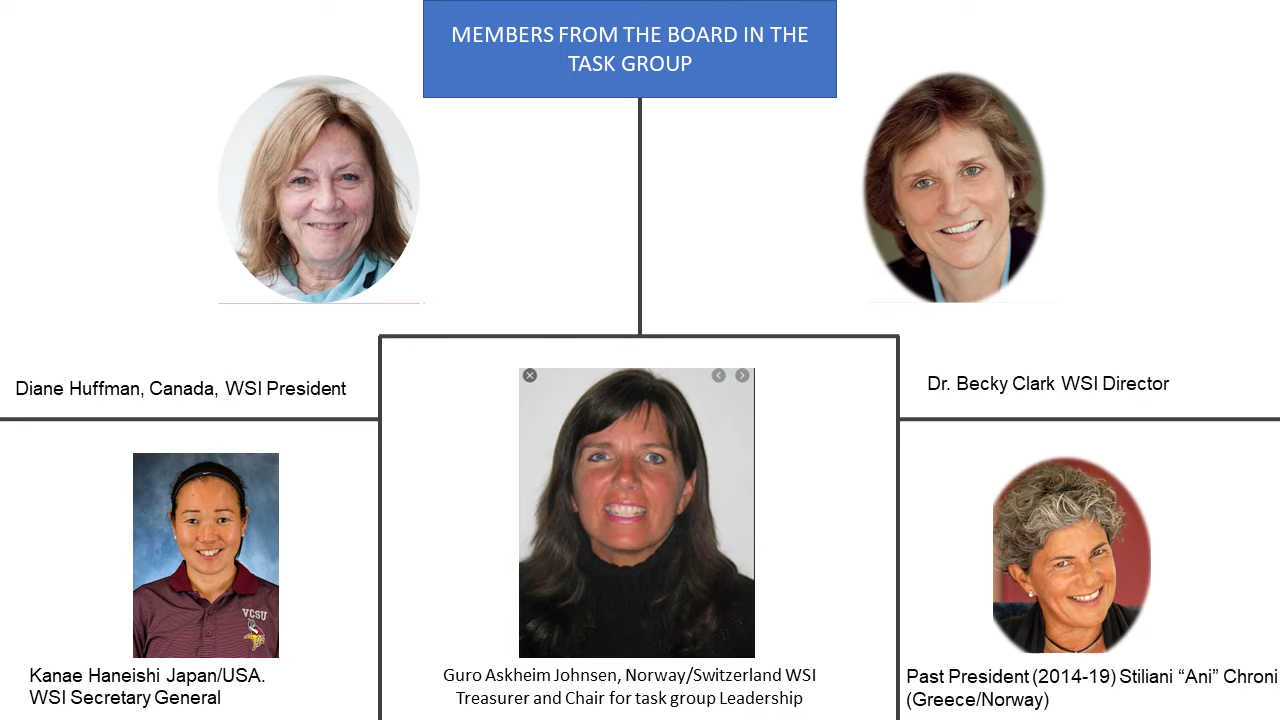 MEMBERS FROM THE BOARD IN THE
TASK GROUP
Diane Huffman, Canada, WSI President
Dr. Becky Clark WSI Director
VCSU
Kanae Haneishi Japan/USA.
WSI Secretary General
Guro Askheim Johnsen, Norway/Switzerland WSI
Treasurer and Chair for task group Leadership
Past President (2014-19) Stiliani “Ani” Chroni
(Greece/Norway)